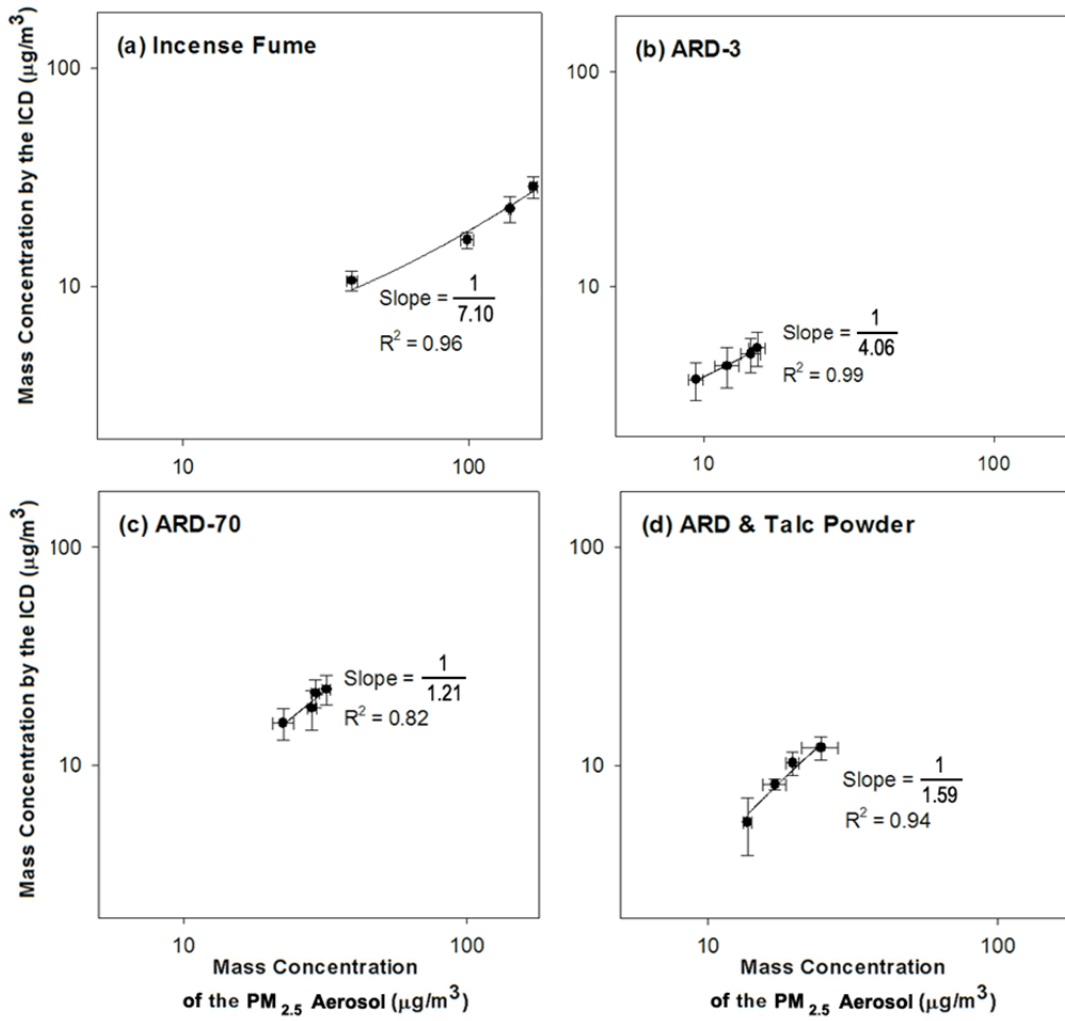 (a) Incense Fume
Mass Concentration by the ICD (μg/m³)
100
10
Slope = 1/7.10
R² = 0.96
10
100
(b) ARD-3
100
10
Slope = 1/4.06
R² = 0.99
10
100
(c) ARD-70
Mass Concentration by the ICD (μg/m³)
100
10
Slope = 1/1.21
R² = 0.82
10
100
Mass Concentration
of the PM₂.₅ Aerosol (μg/m³)
(d) ARD & Talc Powder
100
10
Slope = 1/1.59
R² = 0.94
10
100
Mass Concentration
of the PM₂.₅ Aerosol (μg/m³)